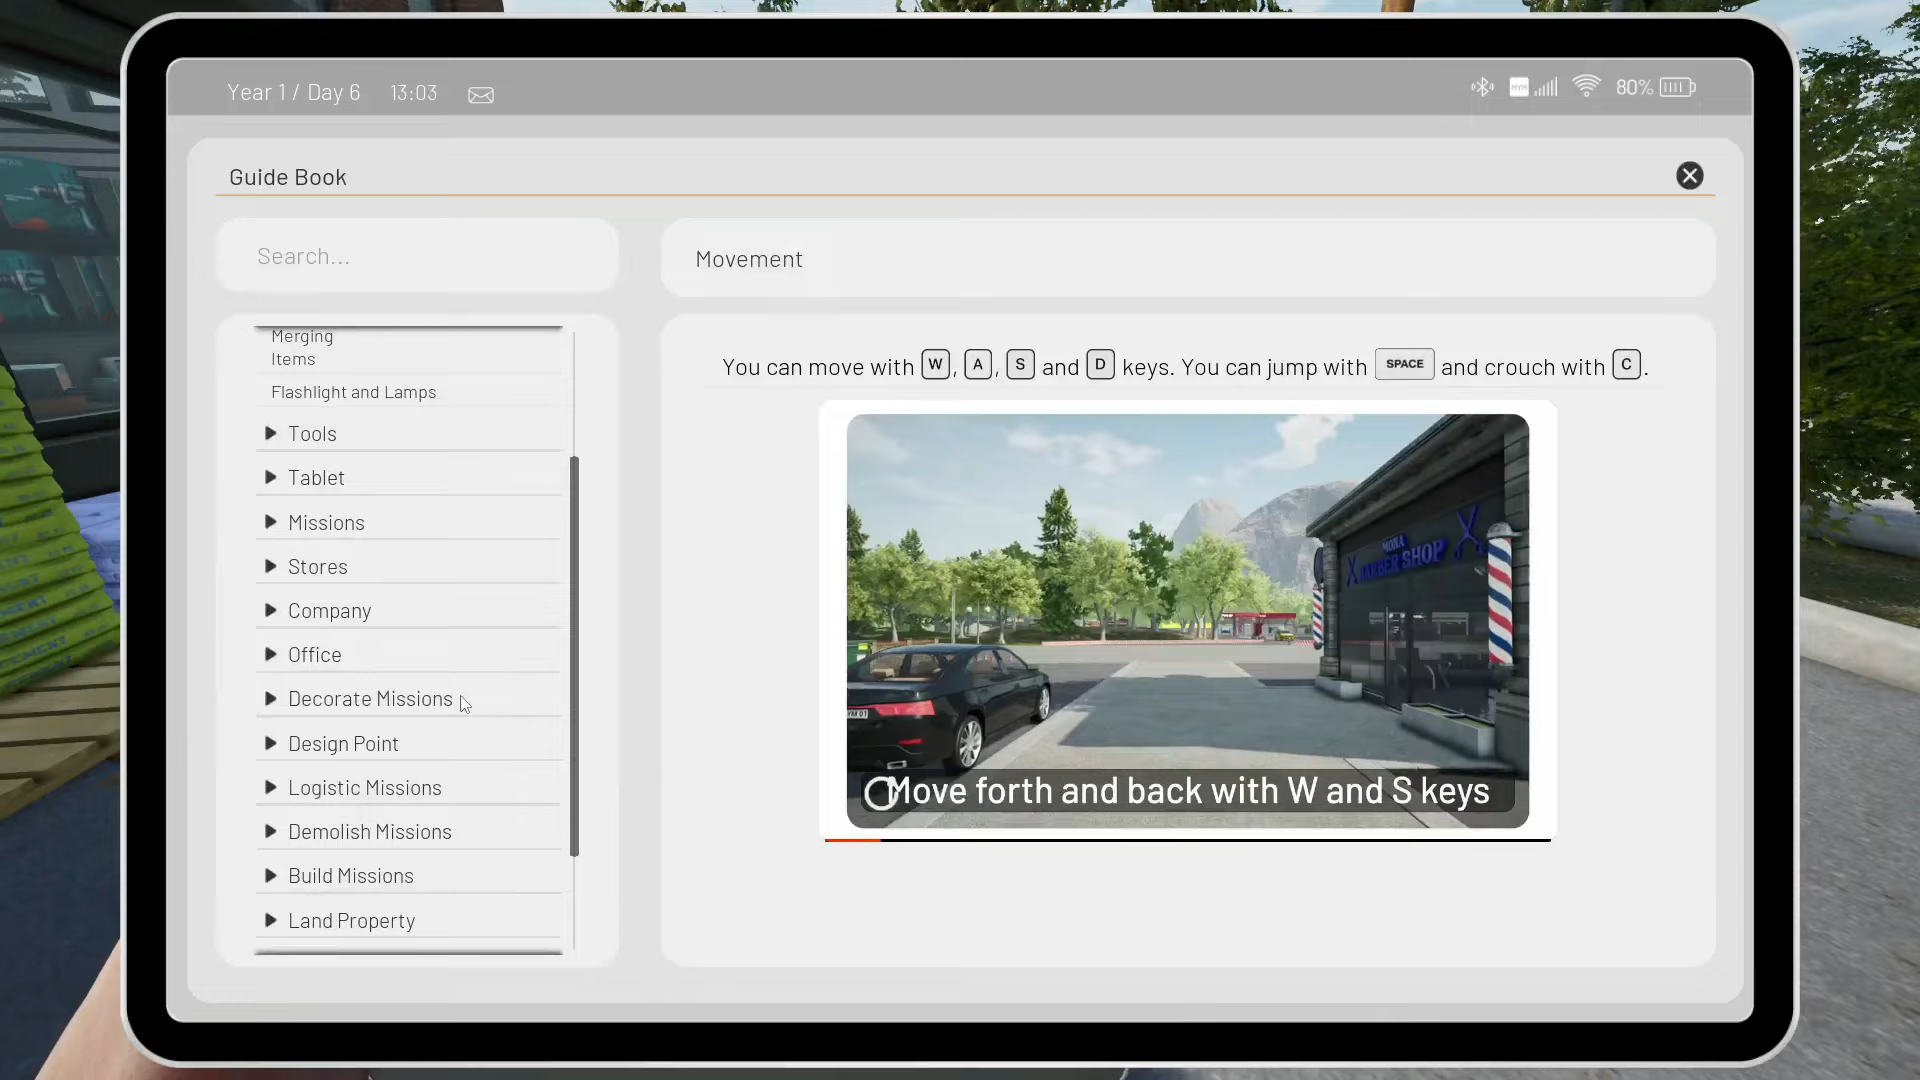 Year 1 / Day 6 13:03
80%
Guide Book
Search...
Movement
Merging
Items
Flashlight and Lamps
Tools
Tablet
Missions
Stores
Company
Office
Decorate Missions
Design Point
Logistic Missions
Demolish Missions
Build Missions
Land Property
You can move with W, A, S and D keys. You can jump with SPACE and crouch with C.
MONA
BARBER SHOP
Move forth and back with W and S keys